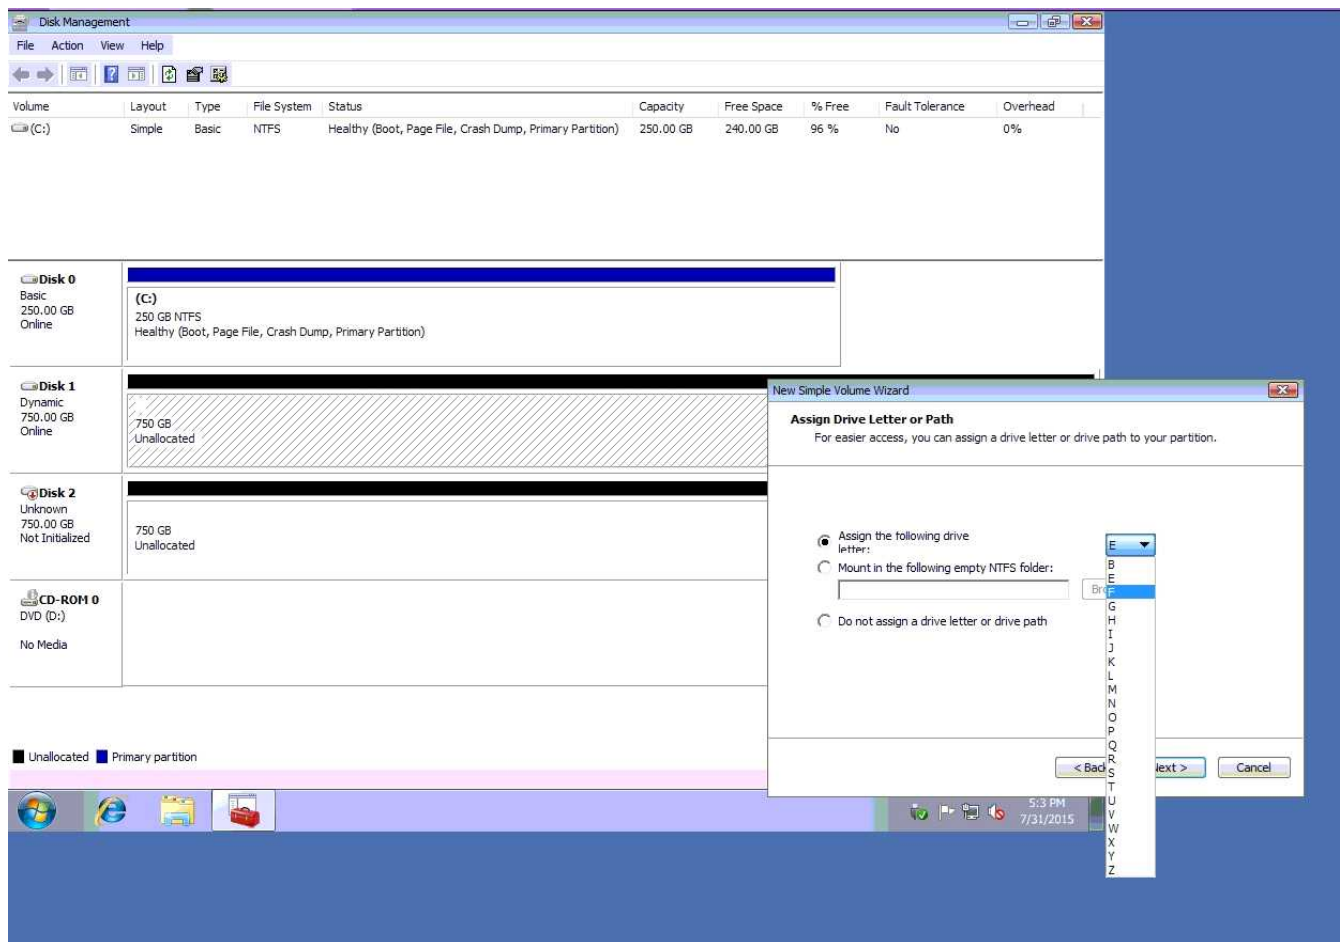 Disk Management
File Action View Help
Volume Layout Type File System Status Capacity Free Space % Free Fault Tolerance Overhead
(C:) Simple Basic NTFS Healthy (Boot, Page File, Crash Dump, Primary Partition) 250.00 GB 240.00 GB 96 % No 0%
Disk 0
Basic
250.00 GB
Online
(C:)
250 GB NTFS
Healthy (Boot, Page File, Crash Dump, Primary Partition)
Disk 1
Dynamic
750.00 GB
Online
750 GB
Unallocated
Disk 2
Unknown
750.00 GB
Not Initialized
750 GB
Unallocated
CD-ROM 0
DVD (D:)
No Media
Unallocated Primary partition
New Simple Volume Wizard
Assign Drive Letter or Path
For easier access, you can assign a drive letter or drive path to your partition.
Assign the following drive
letter:
E
Mount in the following empty NTFS folder:
Do not assign a drive letter or drive path
B
E
F
G
H
I
J
K
L
M
N
O
P
Q
R
S
T
U
V
W
X
Y
Z
< Back
Next >
Cancel
5:3 PM
7/31/2015